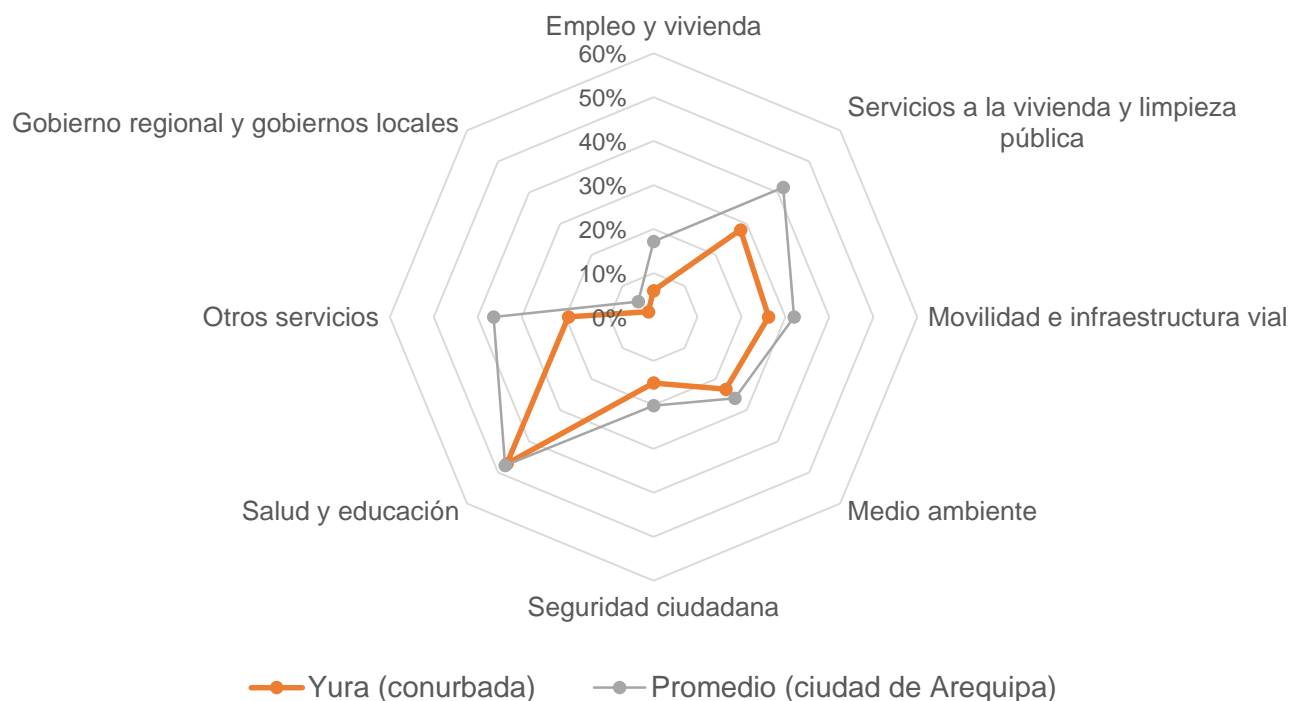 Empleo y vivienda
60%
50%
40%
30%
20%
10%
0%
Servicios a la vivienda y limpieza
pública
Movilidad e infraestructura vial
Medio ambiente
Seguridad ciudadana
Salud y educación
Otros servicios
Gobierno regional y gobiernos locales
Yura (conurbada)
Promedio (ciudad de Arequipa)